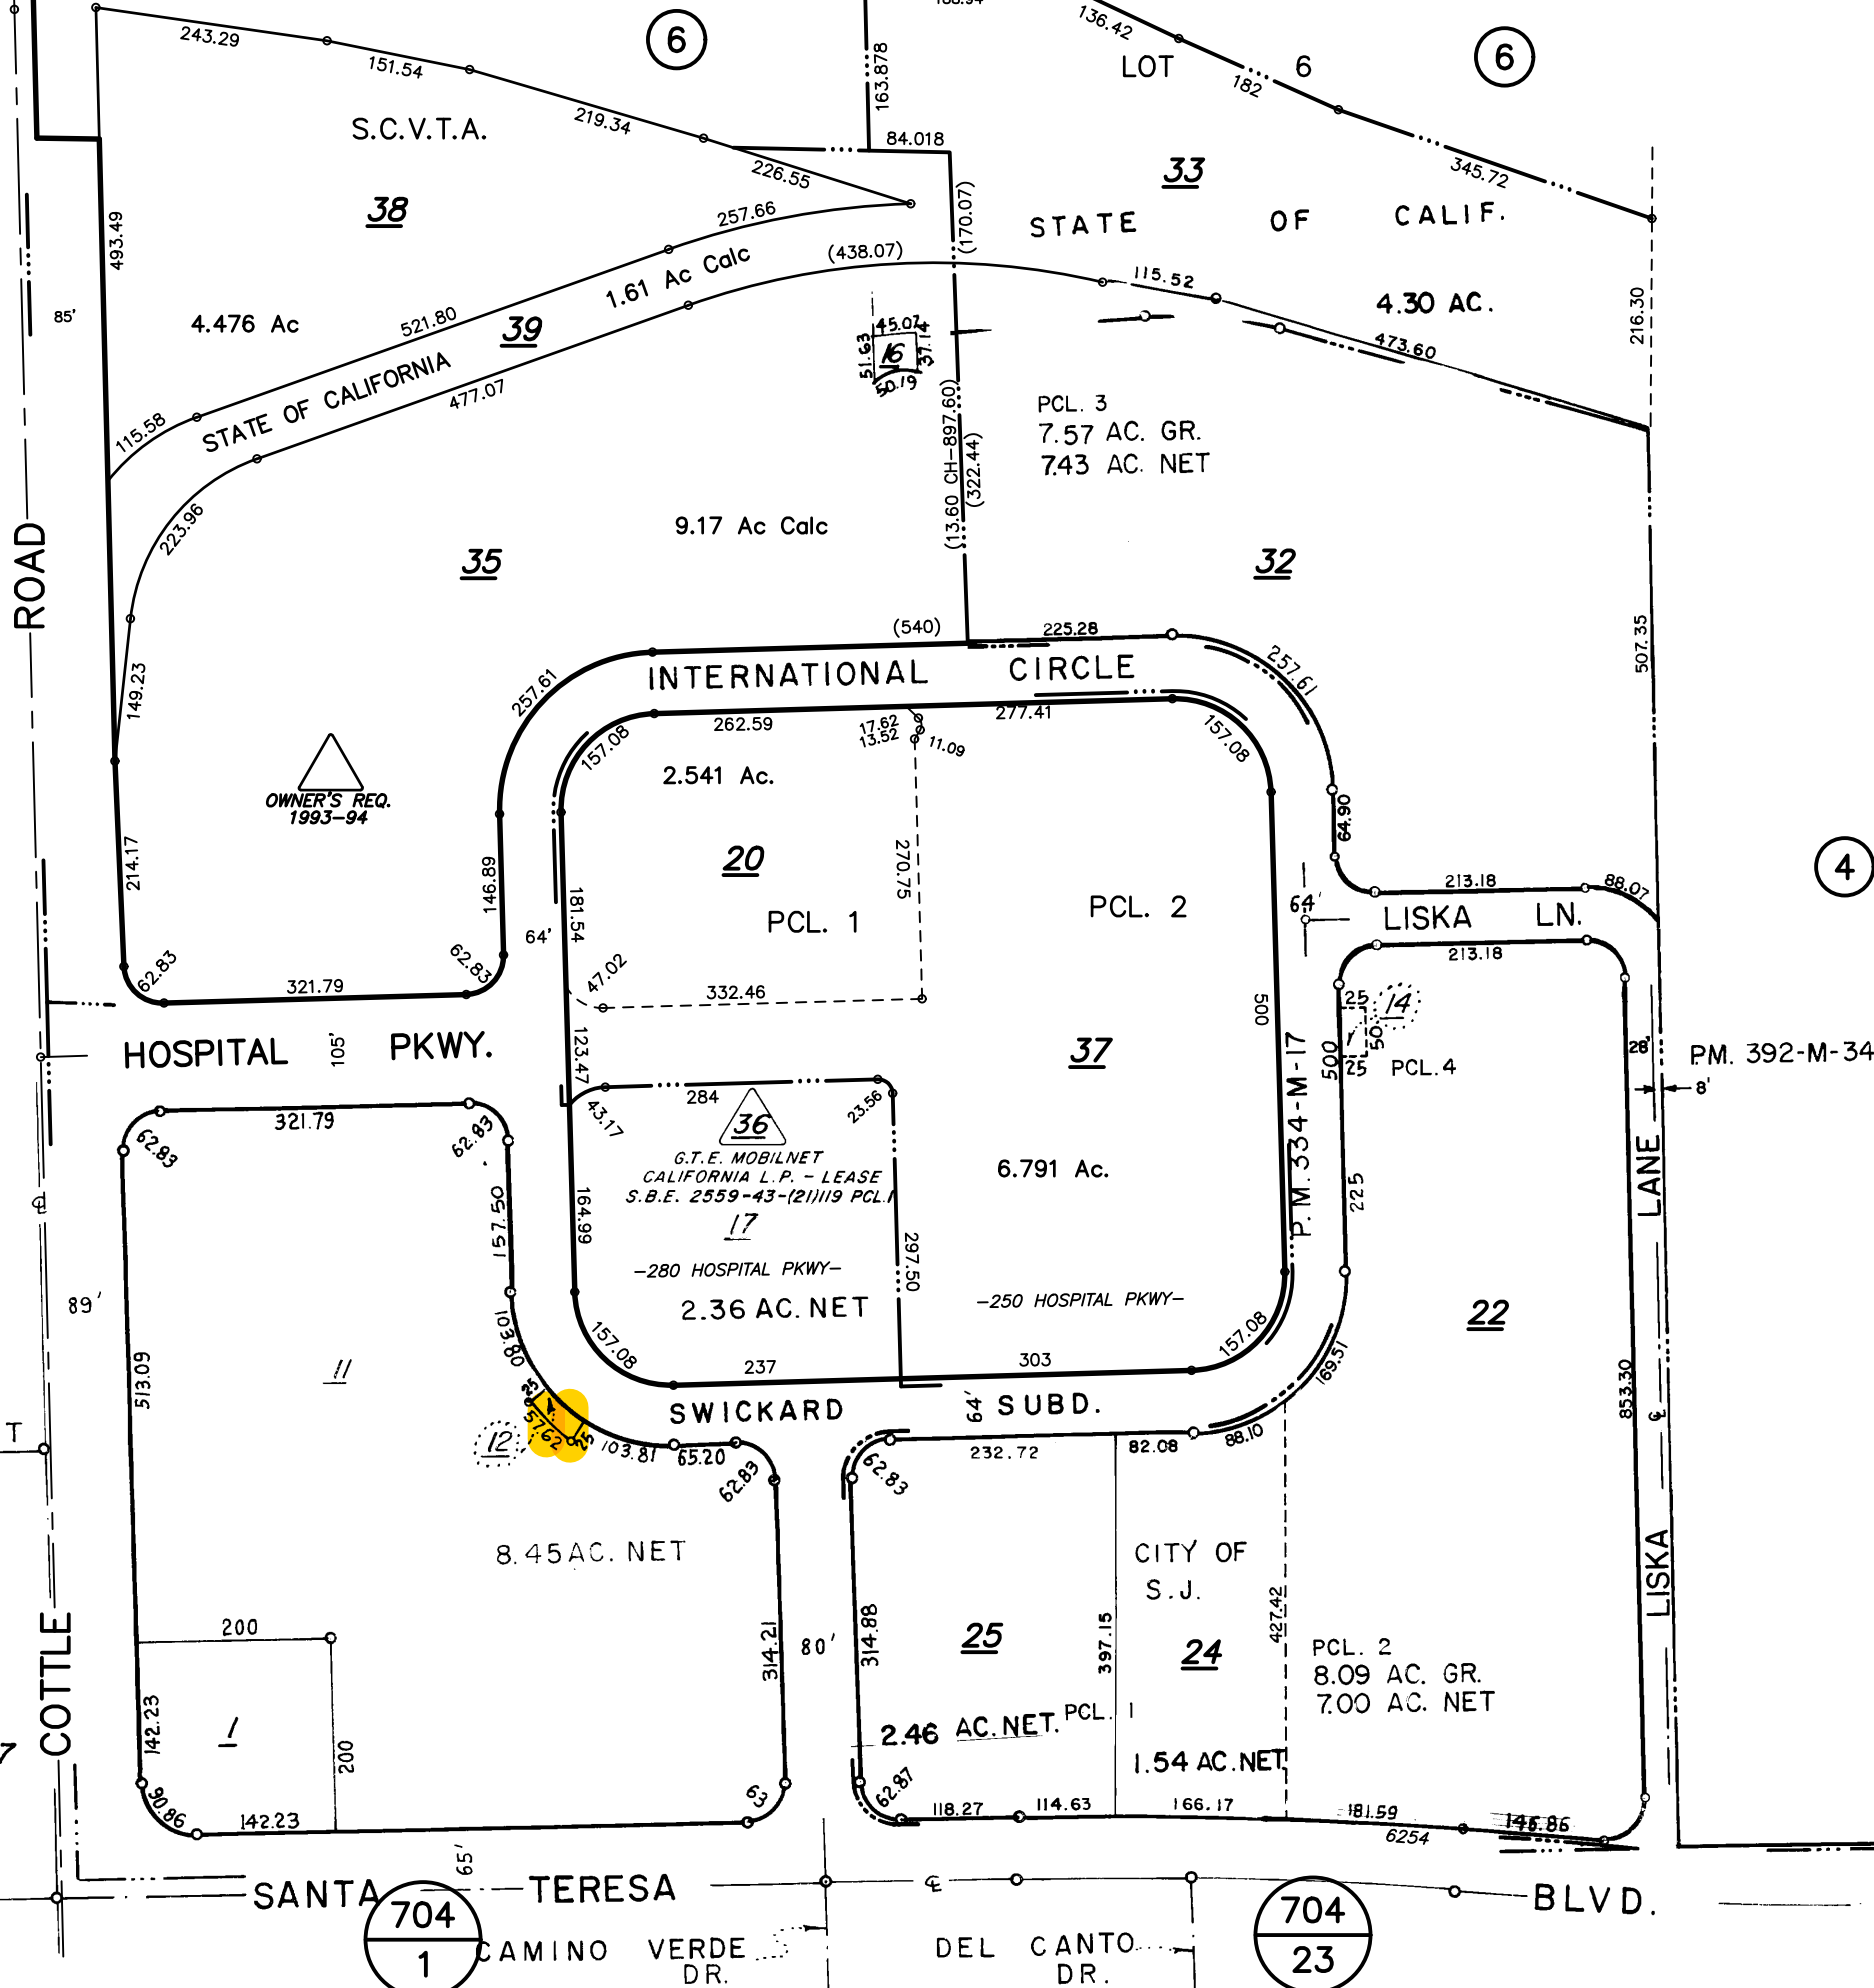 243.29
151.54
219.34
226.55
6
163.878
84.018
136.42
182
345.72
LOT 6
6
S.C.V.T.A.
38
33
STATE OF CALIF.
493.49
257.66
(438.07)
(170.07)
115.52
4.30 AC.
216.30
85'
4.476 Ac
521.80
39
1.61 Ac Calc
STATE OF CALIFORNIA
477.07
115.58
45.07
51.63
16
37.14
50.19
473.60
PCL. 3
7.57 AC. GR.
7.43 AC. NET
(13.60 CH-897.60)
(322.44)
ROAD
223.96
9.17 Ac Calc
35
32
149.23
(540)
225.28
257.61
INTERNATIONAL CIRCLE
257.61
507.35
262.59
17.62
13.52
11.09
277.41
157.08
157.08
OWNER'S REQ.
1993-94
2.541 Ac.
20
PCL. 1
270.75
PCL. 2
64.90
4
214.17
146.89
181.54
64'
64'
213.18
88.07
LISKA LN.
213.18
62.83
321.79
62.83
47.02
332.46
500
25
14
1
50
25
PCL. 4
500
28'
8'
P.M. 392-M-34
HOSPITAL PKWY.
105'
123.47
37
P.M. 334-M-17
321.79
62.83
62.83
43.17
284
23.56
36
G.T.E. MOBILNET
CALIFORNIA L.P. - LEASE
S.B.E. 2559-43-(21)119 PCL.1
17
-280 HOSPITAL PKWY-
2.36 AC. NET
6.791 Ac.
-250 HOSPITAL PKWY-
157.50
164.99
297.50
225
LANE
℄
89'
22
103.80
157.08
157.08
169.51
513.09
11
237
303
853.30
℄
25
1
57.62
25
12
SWICKARD SUBD.
64'
T
103.81
65.20
62.83
62.83
232.72
82.08
88.10
8.45 AC. NET
CITY OF
S.J.
LISKA
COTTLE
200
314.21
80'
314.88
25
397.15
24
427.42
PCL. 2
8.09 AC. GR.
7.00 AC. NET
142.23
1
200
2.46 AC. NET.
PCL. 1
1.54 AC. NET
7
90.86
142.23
63
62.87
118.27
114.63
166.17
181.59
6254
65'
SANTA TERESA BLVD.
℄
704
1
704
23
CAMINO VERDE
DR.
DEL CANTO
DR.